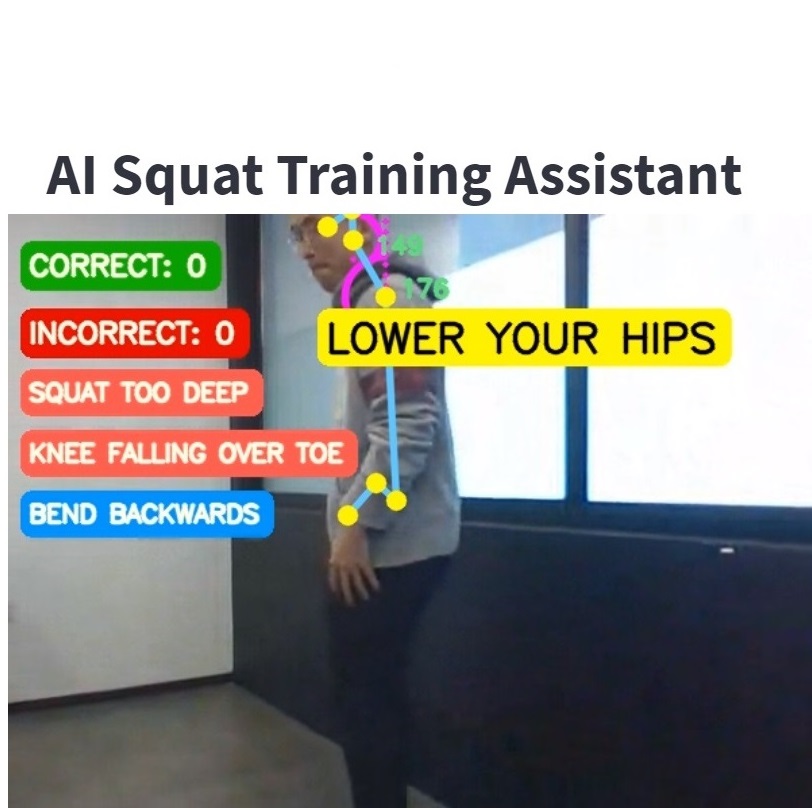 AI Squat Training Assistant
CORRECT: 0
149
176
INCORRECT: 0
LOWER YOUR HIPS
SQUAT TOO DEEP
KNEE FALLING OVER TOE
BEND BACKWARDS